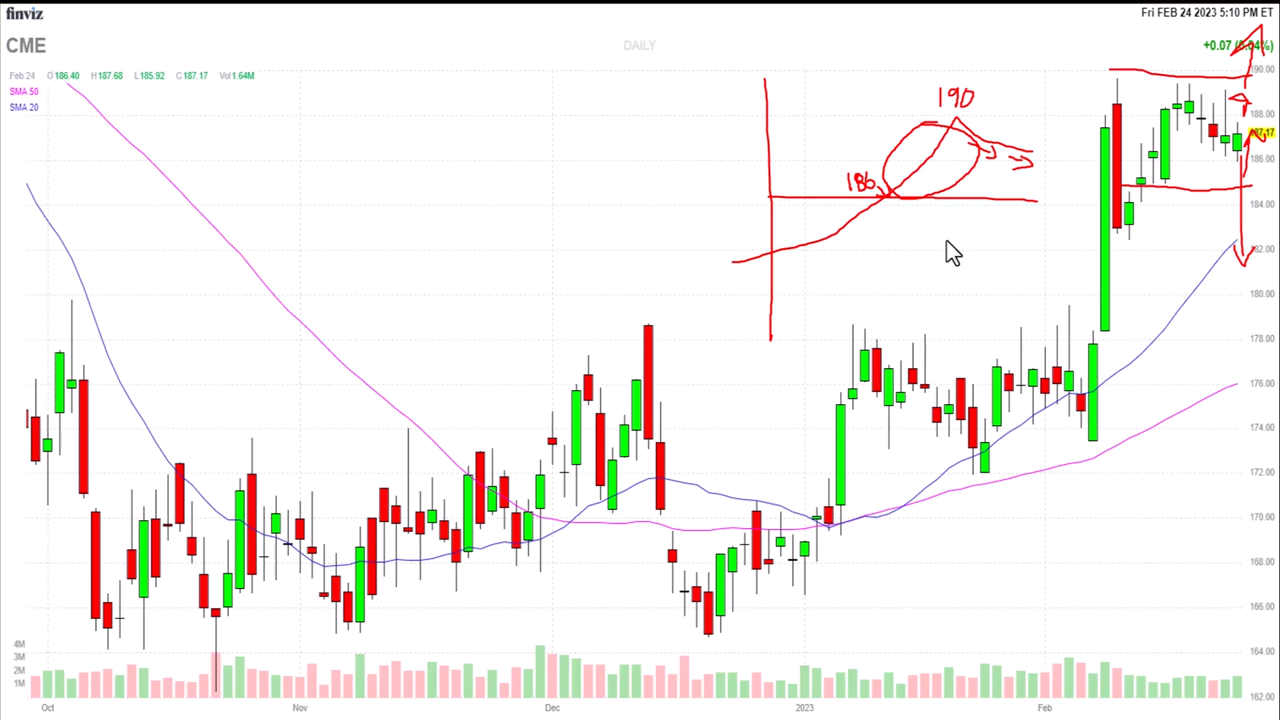 finviz
Fri FEB 24 2023 5:10 PM ET
CME
DAILY
Feb 24 O 186.40 H 187.68 L 185.92 C 187.17 Vol 1.64M
SMA 50
SMA 20
190.00
188.00
186.00
184.00
182.00
180.00
178.00
176.00
174.00
172.00
170.00
168.00
166.00
164.00
162.00
190
186
4M
3M
2M
1M
Oct Nov Dec 2023 Feb
+0.07